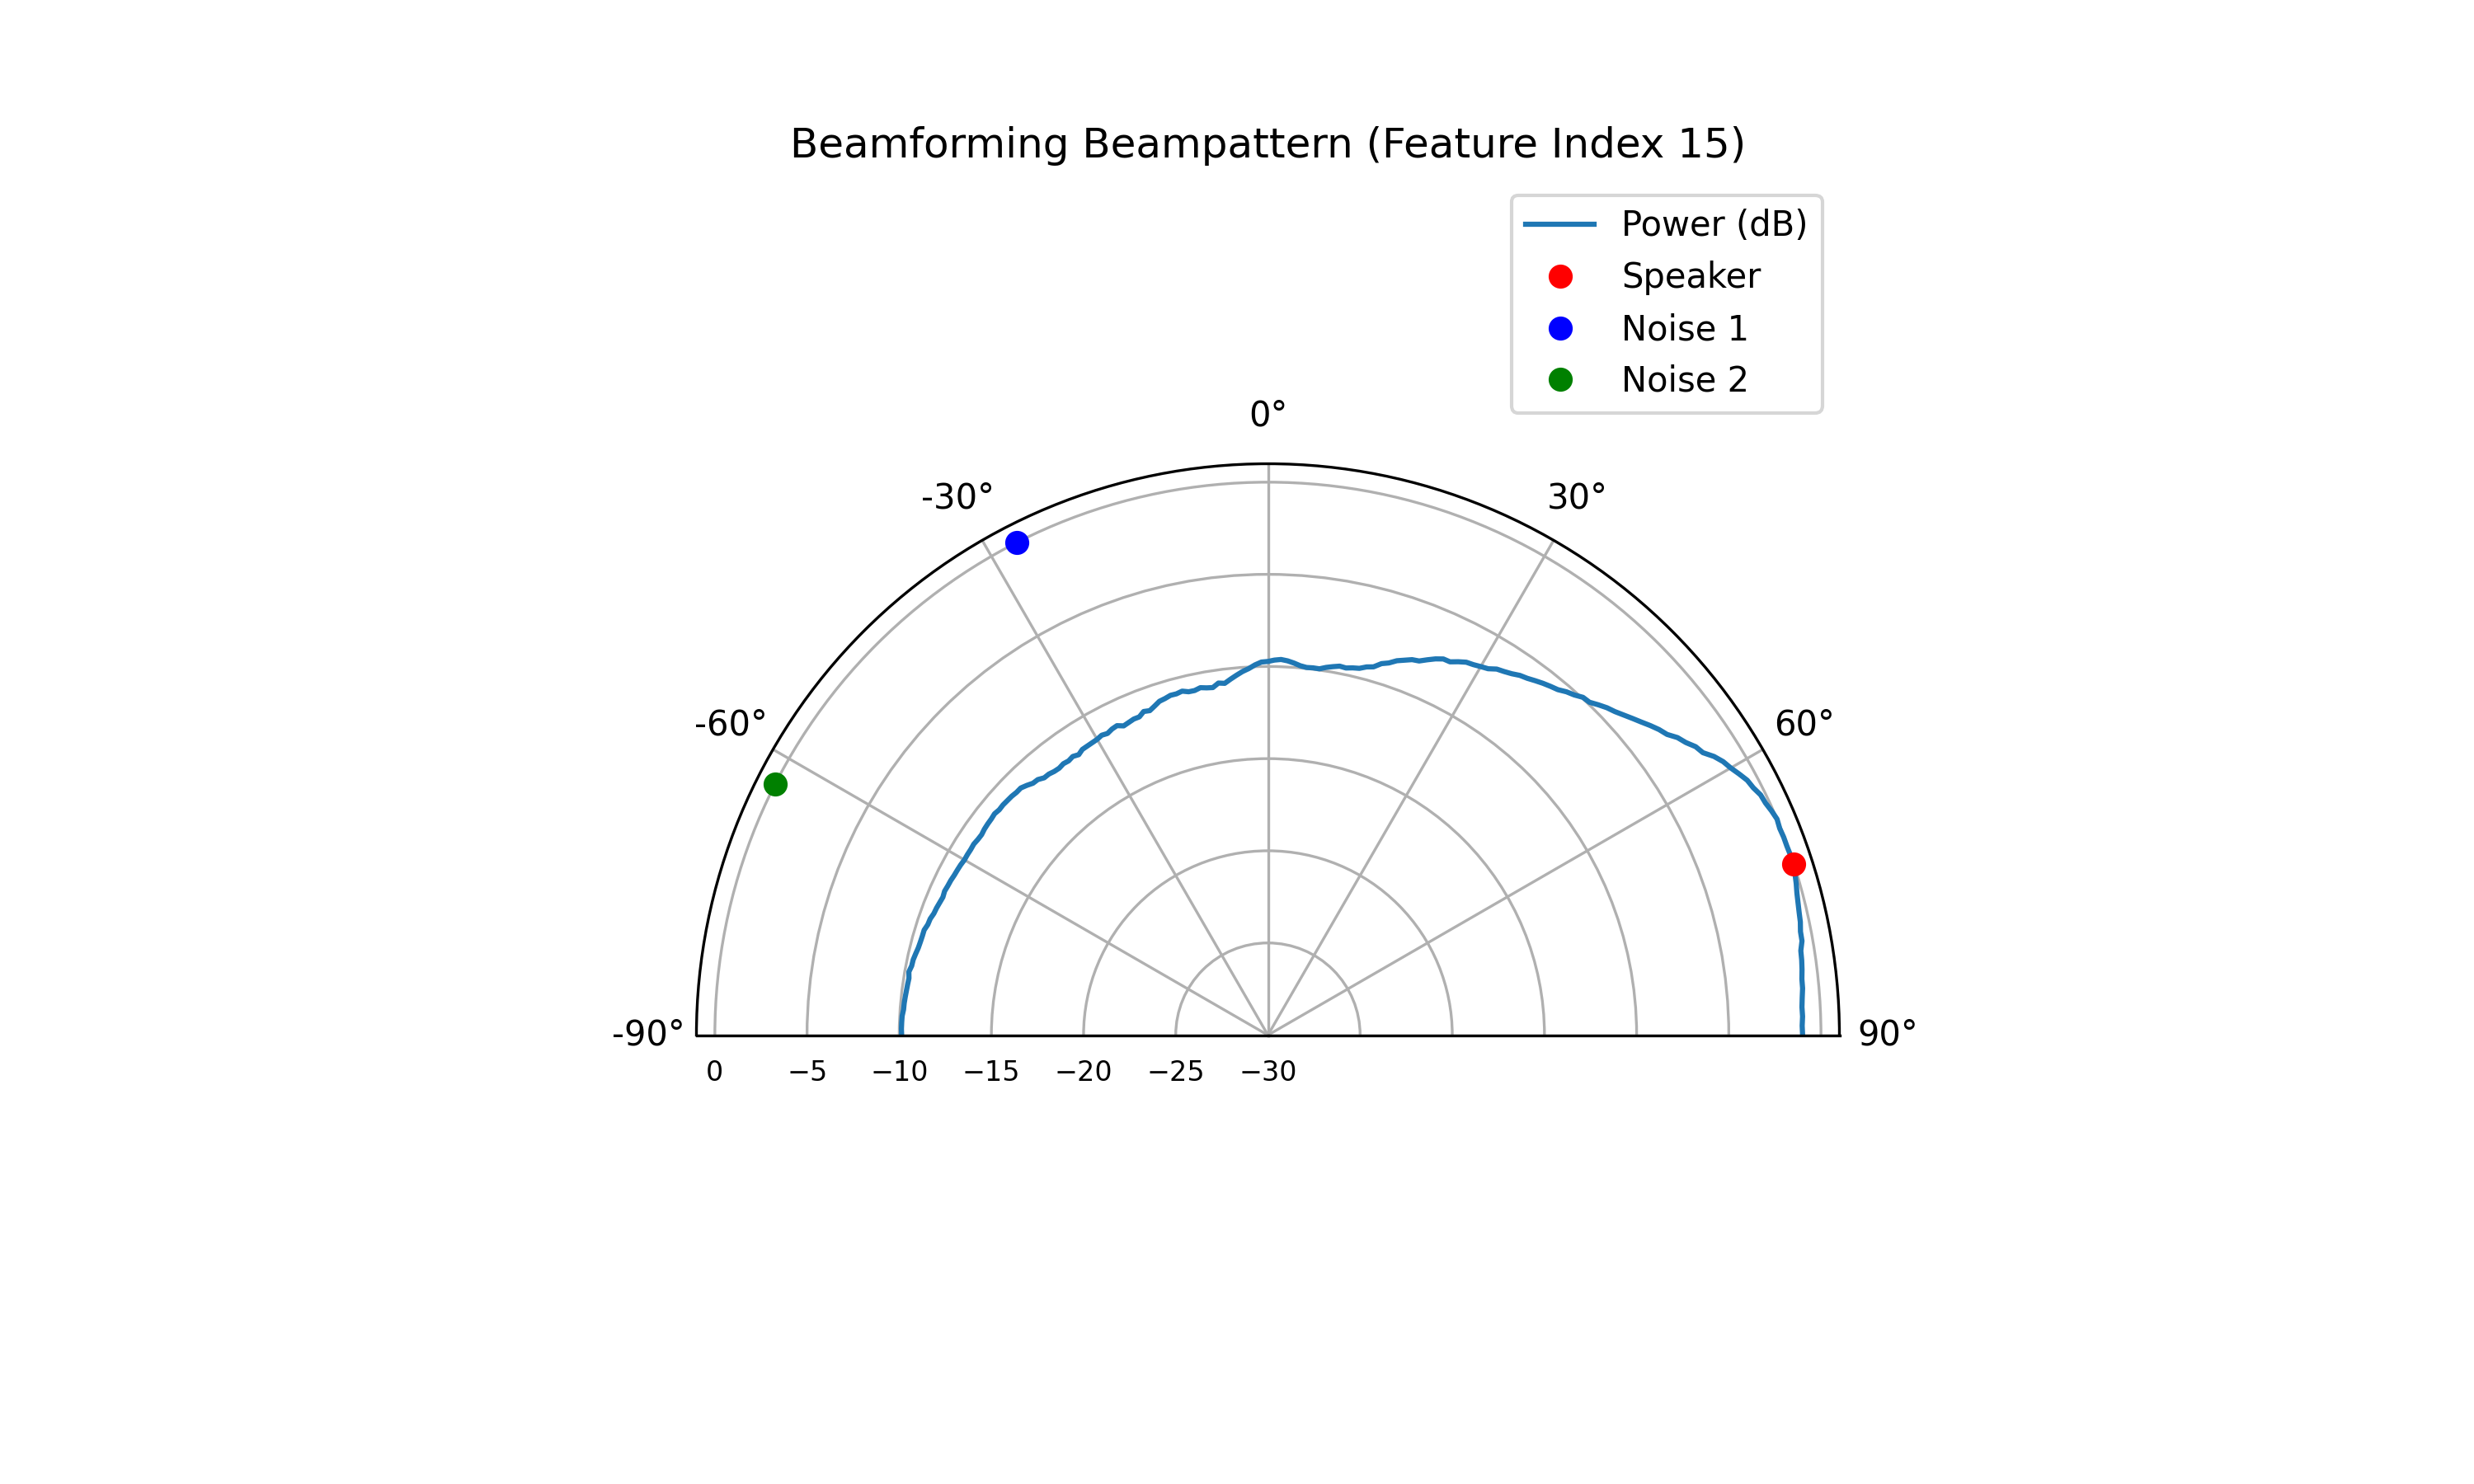 Beamforming Beampattern (Feature Index 15)
Power (dB)
Speaker
Noise 1
Noise 2
0°
-30°
30°
-60°
60°
-90°
90°
0
−5
−10
−15
−20
−25
−30